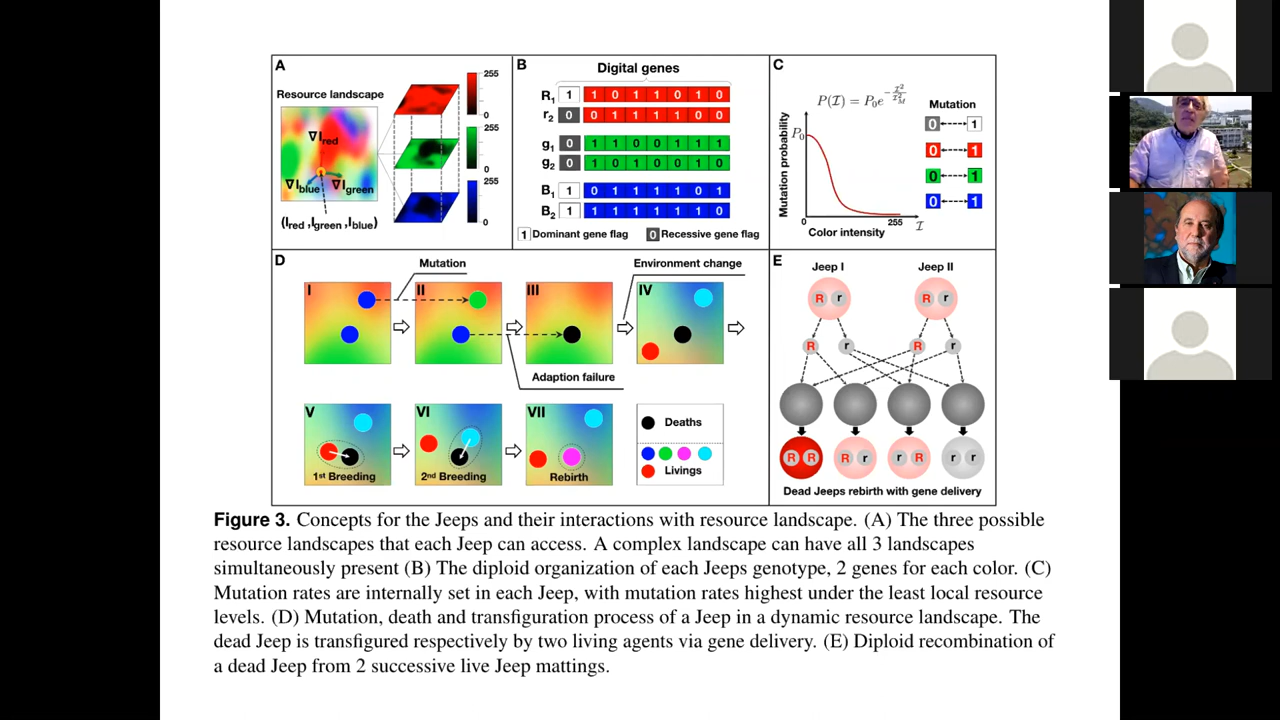 A
Resource landscape
∇I red
∇I blue
∇I green
(I red ,I green ,I blue)
255
0
255
0
255
0
B
Digital genes
R1 1 1 0 1 1 0 1 0
r2 0 0 1 1 1 1 0 0
g1 0 1 1 0 0 1 1 1
g2 0 1 0 1 0 0 1 0
B1 1 0 1 1 1 1 0 1
B2 1 1 1 1 1 1 1 0
1 Dominant gene flag 0 Recessive gene flag
C
P(I) = P0e^-I²/I²M
Mutation probability
P0
0
255
I
Color intensity
Mutation
0 1
0 1
0 1
0 1
D
Mutation
Environment change
I
II
III
IV
Adaption failure
V
1st Breeding
VI
2nd Breeding
VII
Rebirth
Deaths
Livings
E
Jeep I
Jeep II
R r
R r
R r R r
R R
R r
r R
r r
Dead Jeeps rebirth with gene delivery
Figure 3. Concepts for the Jeeps and their interactions with resource landscape. (A) The three possible
resource landscapes that each Jeep can access. A complex landscape can have all 3 landscapes
simultaneously present (B) The diploid organization of each Jeeps genotype, 2 genes for each color. (C)
Mutation rates are internally set in each Jeep, with mutation rates highest under the least local resource
levels. (D) Mutation, death and transfiguration process of a Jeep in a dynamic resource landscape. The
dead Jeep is transfigured respectively by two living agents via gene delivery. (E) Diploid recombination of
a dead Jeep from 2 successive live Jeep mattings.